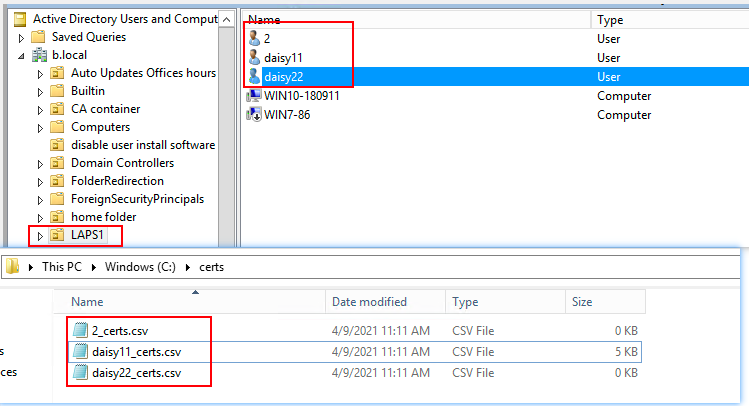 Active Directory Users and Comput
Saved Queries
b.local
Auto Updates Offices hours
Builtin
CA container
Computers
disable user install software
Domain Controllers
FolderRedirection
ForeignSecurityPrincipals
home folder
LAPS1
Name Type
2 User
daisy11 User
daisy22 User
WIN10-180911 Computer
WIN7-86 Computer
This PC Windows (C:) certs
Name Date modified Type Size
2_certs.csv 4/9/2021 11:11 AM CSV File 0 KB
daisy11_certs.csv 4/9/2021 11:11 AM CSV File 5 KB
daisy22_certs.csv 4/9/2021 11:11 AM CSV File 0 KB
s
ces